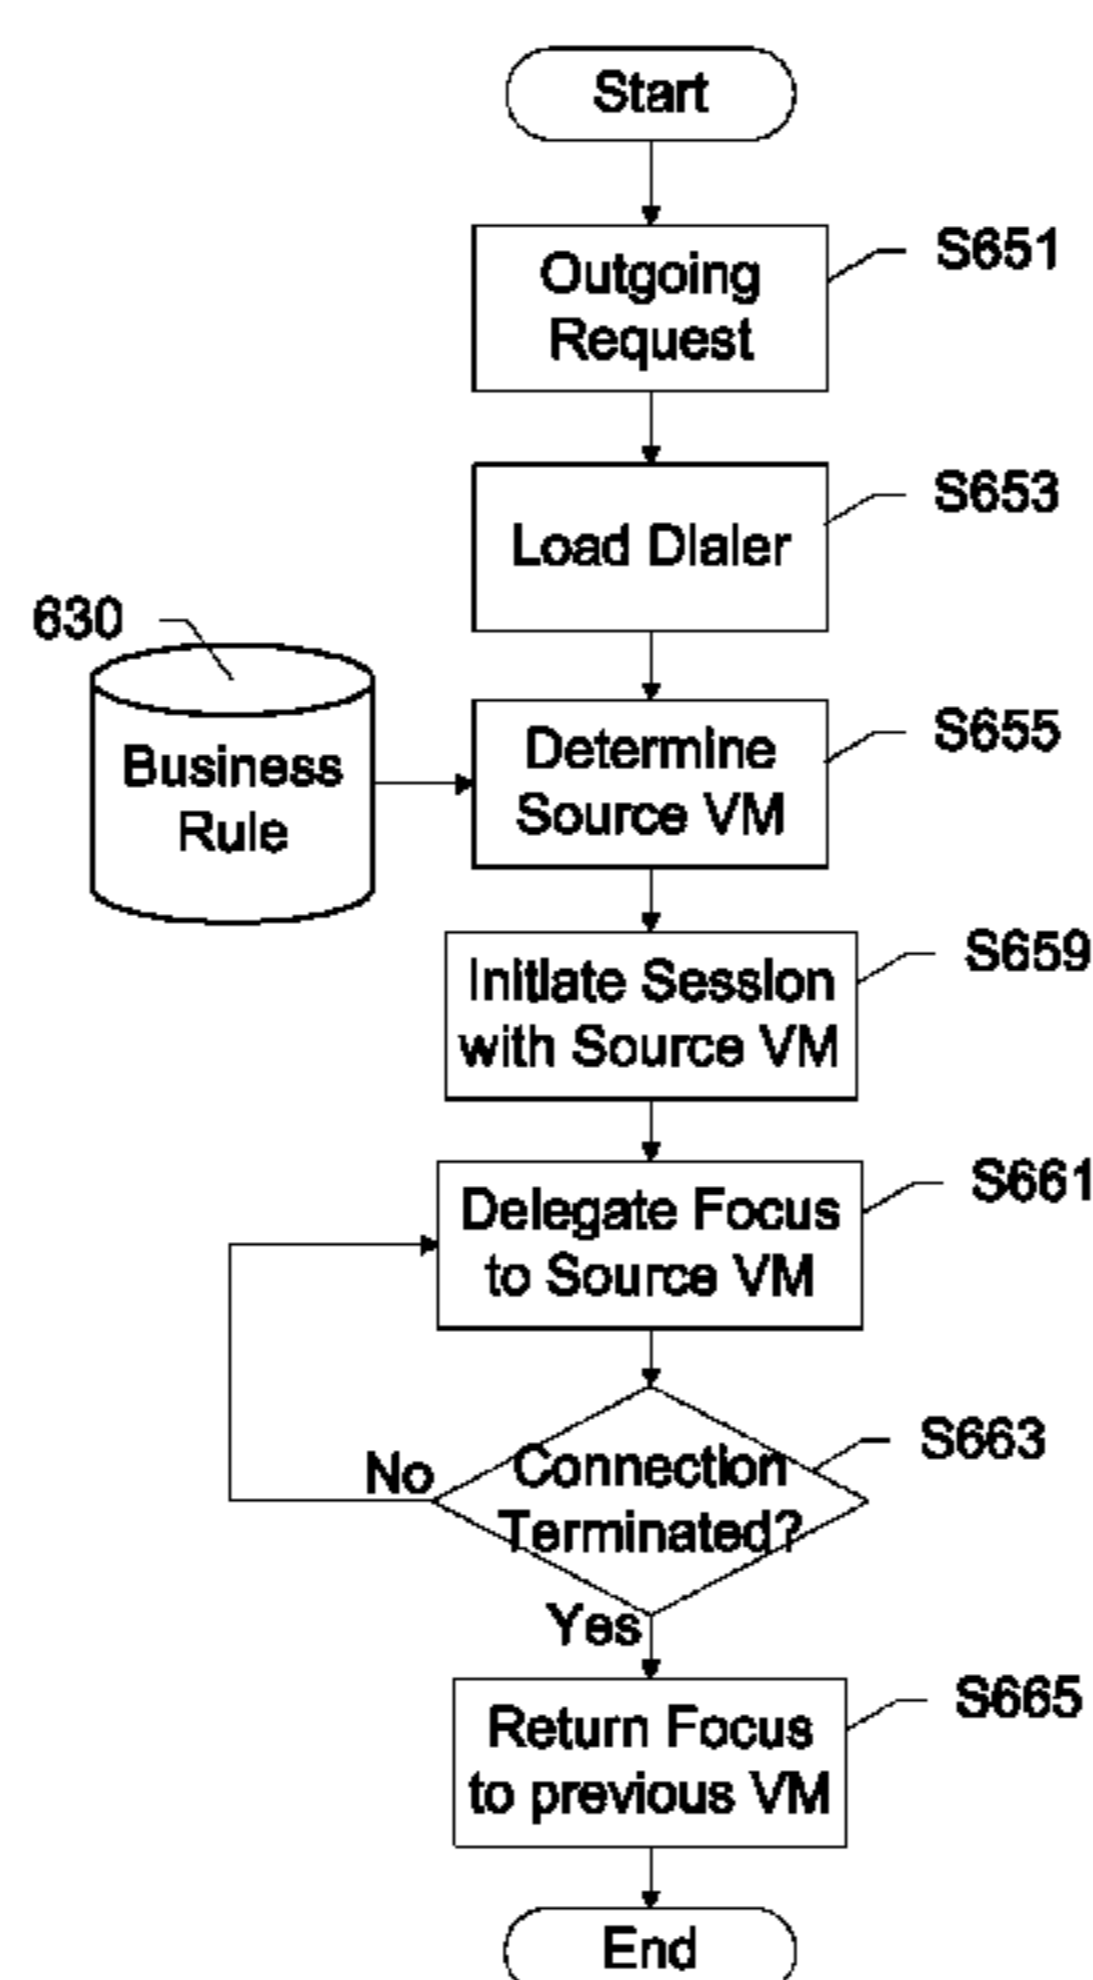 Start
Outgoing
Request
S651
Load Dialer
S653
630
Business
Rule
Determine
Source VM
S655
Initiate Session
with Source VM
S659
Delegate Focus
to Source VM
S661
Connection
Terminated?
S663
No
Yes
Return Focus
to previous VM
S665
End